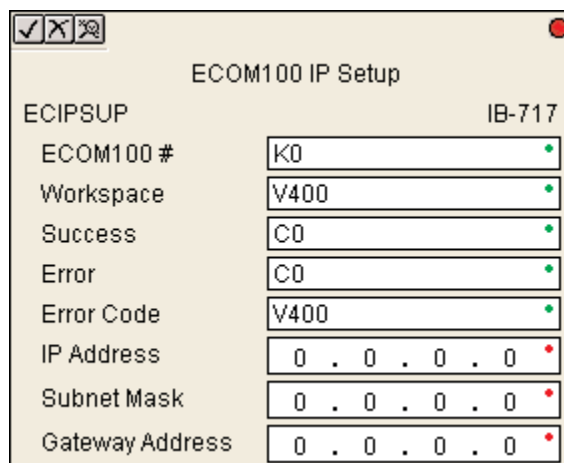 ECOM100 IP Setup
ECIPSUP IB-717
ECOM100 # K0
Workspace V400
Success C0
Error C0
Error Code V400
IP Address 0 . 0 . 0 . 0
Subnet Mask 0 . 0 . 0 . 0
Gateway Address 0 . 0 . 0 . 0